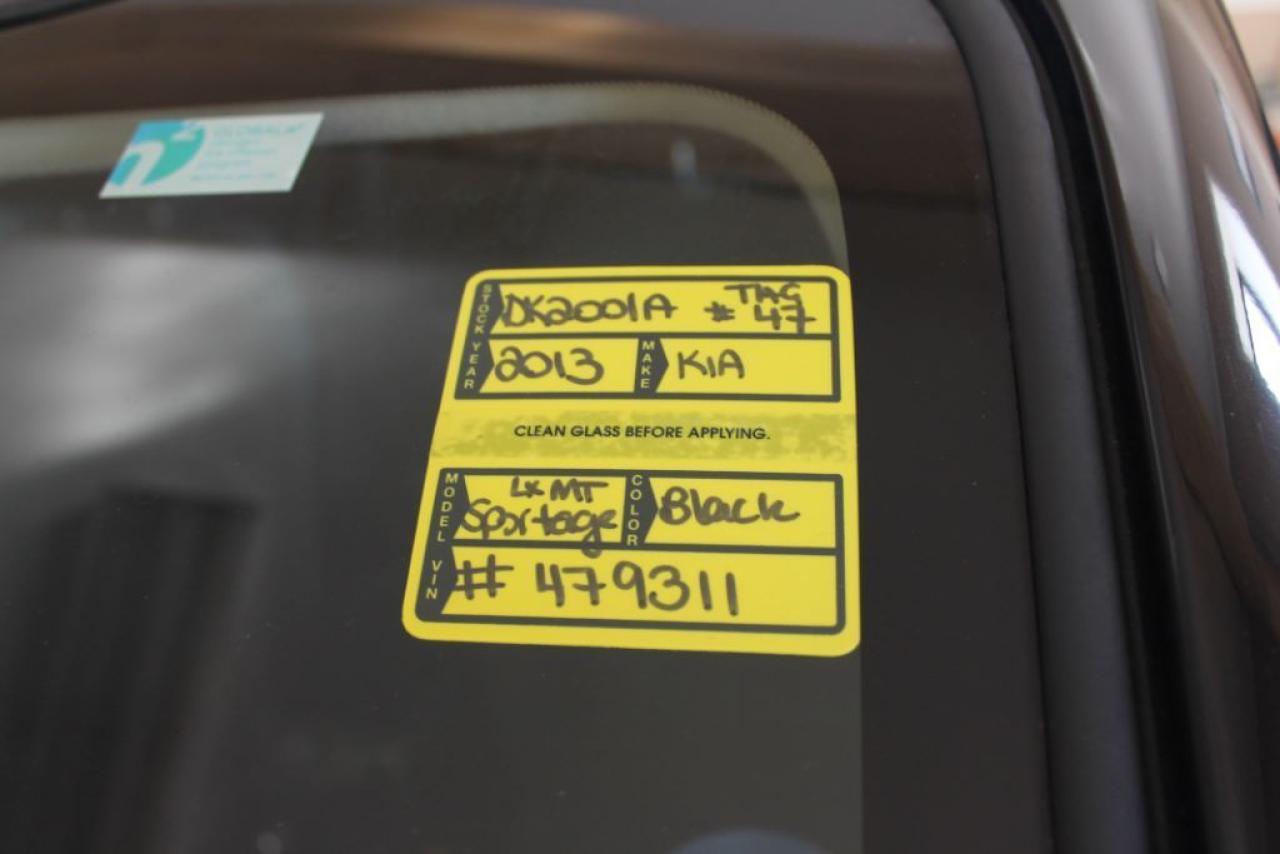 STOCK DK2001A TAG # 47
YEAR 2013 MAKE KIA
CLEAN GLASS BEFORE APPLYING.
MODEL LX MT Sportage COLOR Black
VIN # 479311